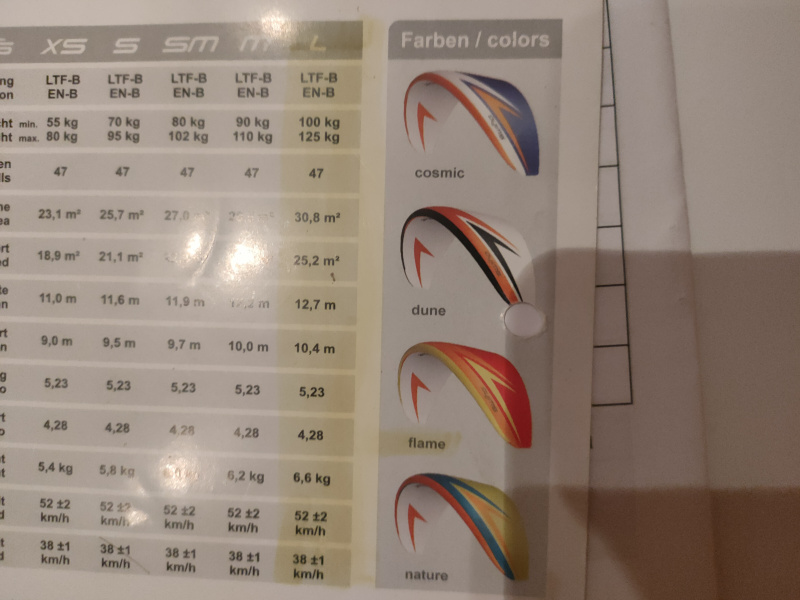 XS S SM M L
ng LTF-B LTF-B LTF-B LTF-B LTF-B
on EN-B EN-B EN-B EN-B EN-B
cht min. 55 kg 70 kg 80 kg 90 kg 100 kg
ht max. 80 kg 95 kg 102 kg 110 kg 125 kg
en
lls 47 47 47 47 47
ne
ea 23,1 m² 25,7 m² 27,0 30,8 m²
rt
ed 18,9 m² 21,1 m² 25,2 m²
te
n 11,0 m 11,6 m 11,9 m 12,2 m 12,7 m
rt
n 9,0 m 9,5 m 9,7 m 10,0 m 10,4 m
g
o 5,23 5,23 5,23 5,23 5,23
rt
o 4,28 4,28 4,28 4,28 4,28
t 5,4 kg 5,8 kg kg 6,2 kg 6,6 kg
t 52 ±2 52 ±2 52 ±2 52 ±2 52 ±2
d km/h km/h km/h km/h km/h
t 38 ±1 38 ±1 38 ±1 38 ±1 38 ±1
d km/h km/h km/h km/h km/h
Farben / colors
cosmic
dune
flame
nature